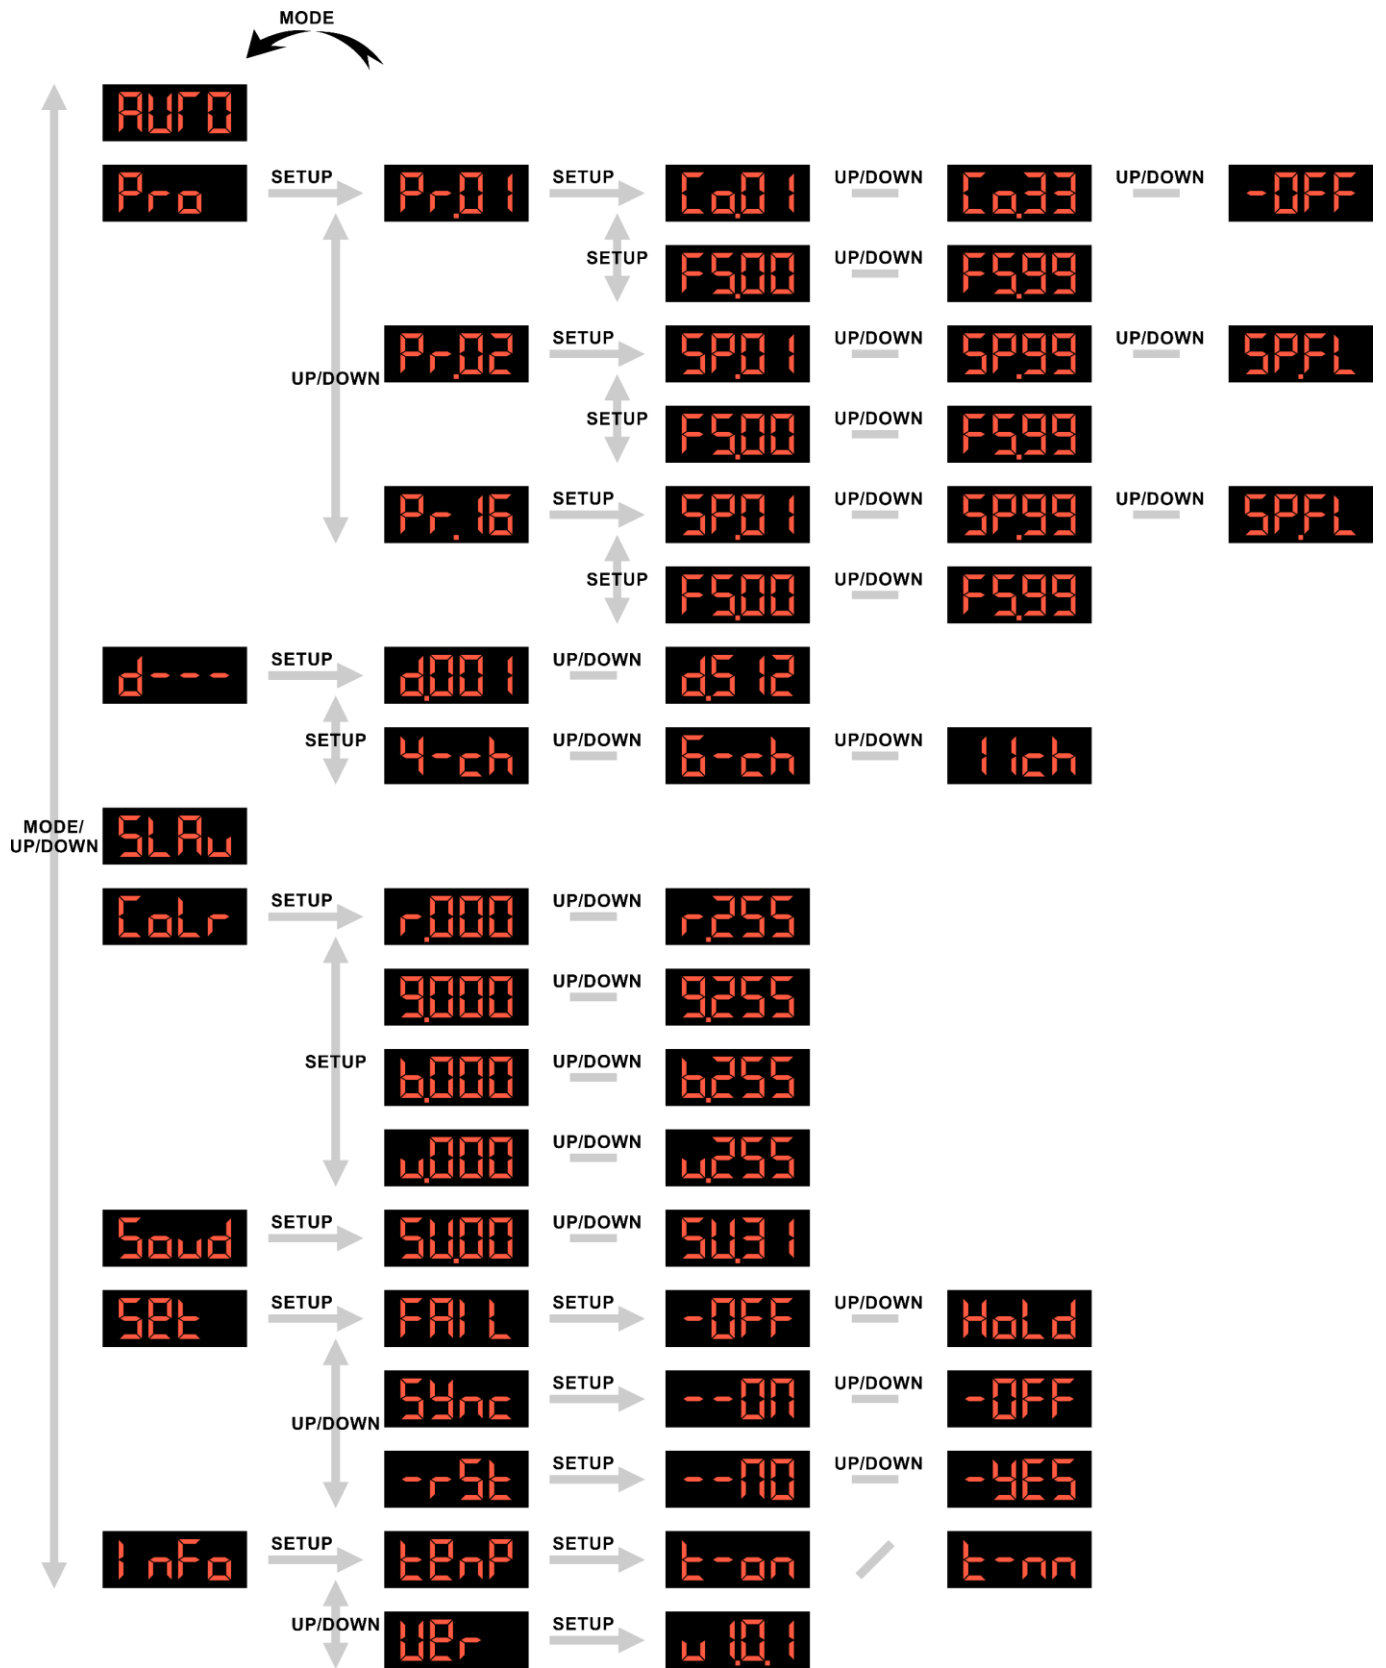 MODE
AUTO
Pro SETUP Pr.01 SETUP Co.01 UP/DOWN Co.33 UP/DOWN -OFF
SETUP FS.00 UP/DOWN FS.99
Pr.02 SETUP SP.01 UP/DOWN SP.99 UP/DOWN SP.FL
UP/DOWN
SETUP FS.00 UP/DOWN FS.99
Pr.16 SETUP SP.01 UP/DOWN SP.99 UP/DOWN SP.FL
SETUP FS.00 UP/DOWN FS.99
d--- SETUP d.001 UP/DOWN d.512
SETUP 4-ch UP/DOWN 6-ch UP/DOWN 11ch
MODE/
UP/DOWN
SLAv
CoLr SETUP r.000 UP/DOWN r.255
g.000 UP/DOWN g.255
SETUP b.000 UP/DOWN b.255
u.000 UP/DOWN u.255
Soud SETUP SU.00 UP/DOWN SU.31
SEt SETUP FAIL SETUP -OFF UP/DOWN HoLd
SYnc SETUP --ON UP/DOWN -OFF
UP/DOWN
-rSt SETUP --NO UP/DOWN -YES
InFo SETUP tenP SETUP t-on t-nn
UP/DOWN Uer SETUP u1.0.1